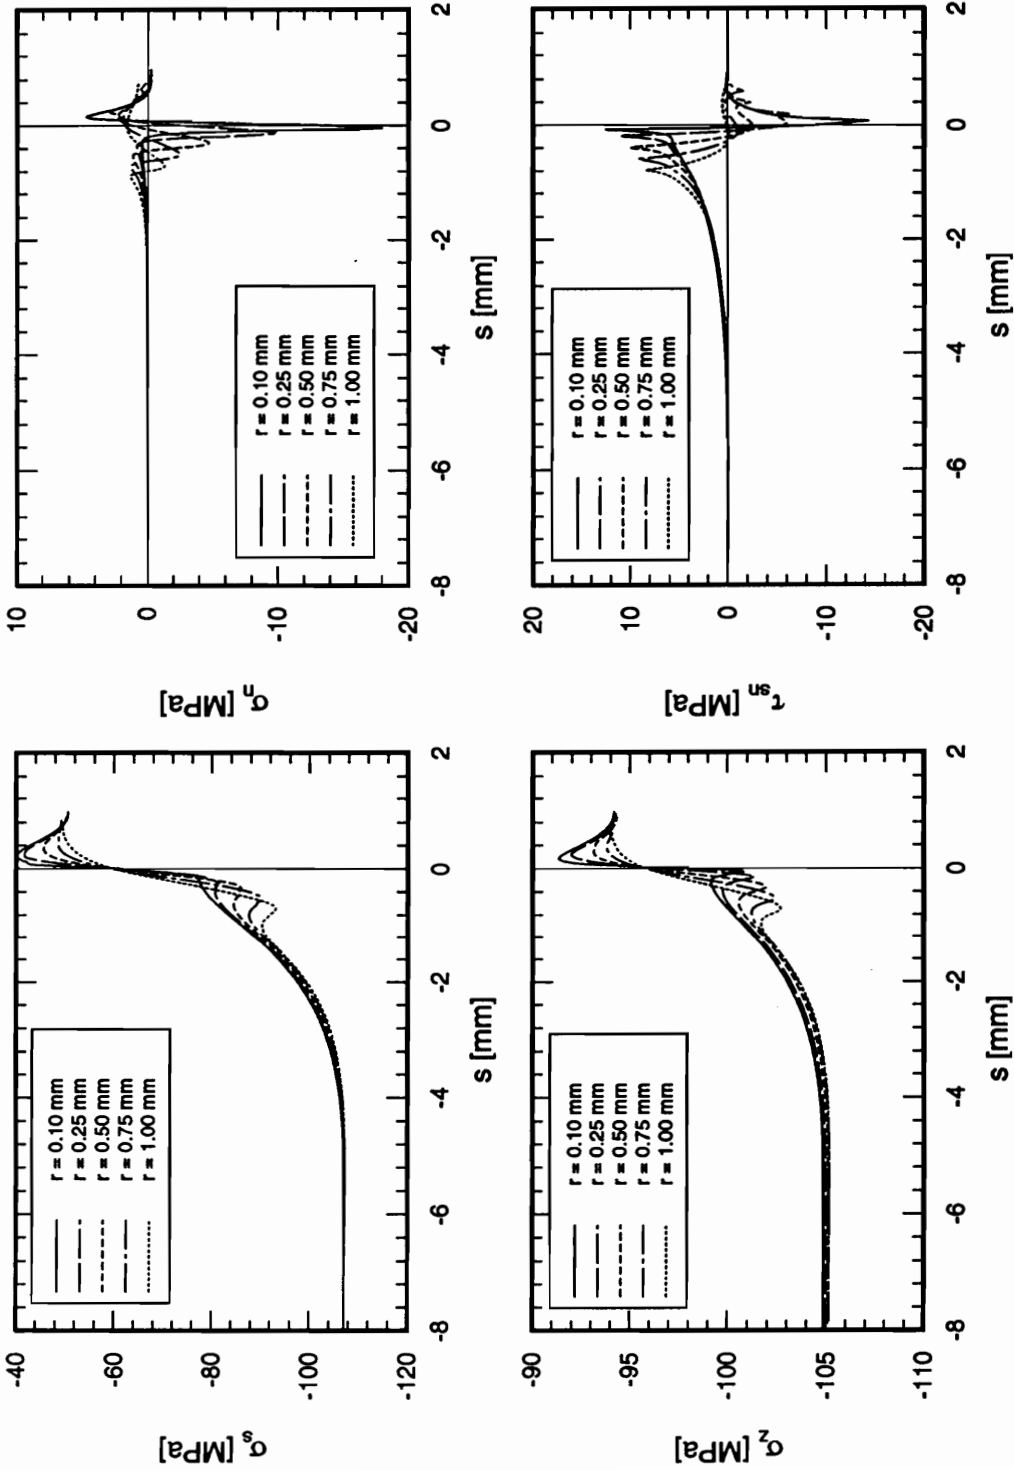 -40
-60
-80
-100
-120
σs [MPa]
r = 0.10 mm
r = 0.25 mm
r = 0.50 mm
r = 0.75 mm
r = 1.00 mm
-8 -6 -4 -2 0 2
s [mm]
10
0
-10
-20
σn [MPa]
r = 0.10 mm
r = 0.25 mm
r = 0.50 mm
r = 0.75 mm
r = 1.00 mm
-8 -6 -4 -2 0 2
s [mm]
-90
-95
-100
-105
-110
σz [MPa]
r = 0.10 mm
r = 0.25 mm
r = 0.50 mm
r = 0.75 mm
r = 1.00 mm
-8 -6 -4 -2 0 2
s [mm]
20
10
0
-10
-20
τsn [MPa]
r = 0.10 mm
r = 0.25 mm
r = 0.50 mm
r = 0.75 mm
r = 1.00 mm
-8 -6 -4 -2 0 2
s [mm]